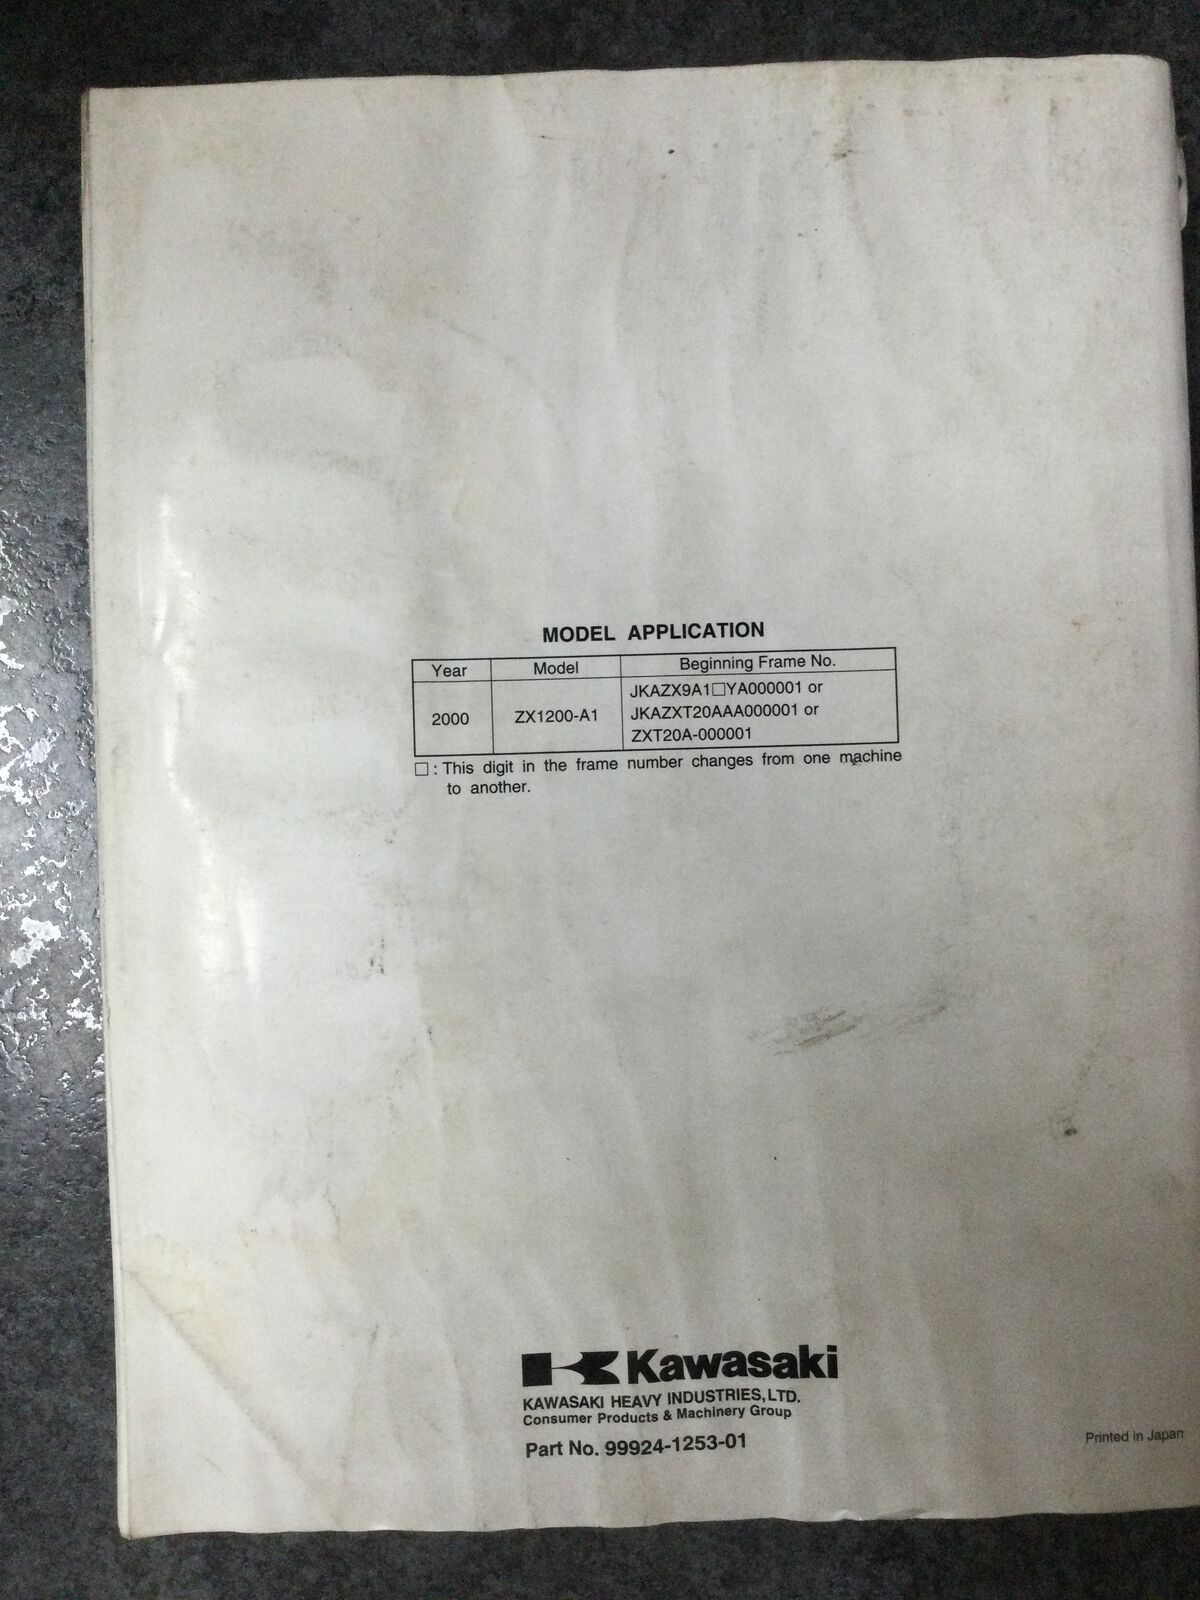 MODEL APPLICATION
Year Model Beginning Frame No.
2000 ZX1200-A1 JKAZX9A1□YA000001 or
JKAZXT20AAA000001 or
ZXT20A-000001
□: This digit in the frame number changes from one machine
to another.
Kawasaki
KAWASAKI HEAVY INDUSTRIES,LTD.
Consumer Products & Machinery Group
Part No. 99924-1253-01
Printed in Japan